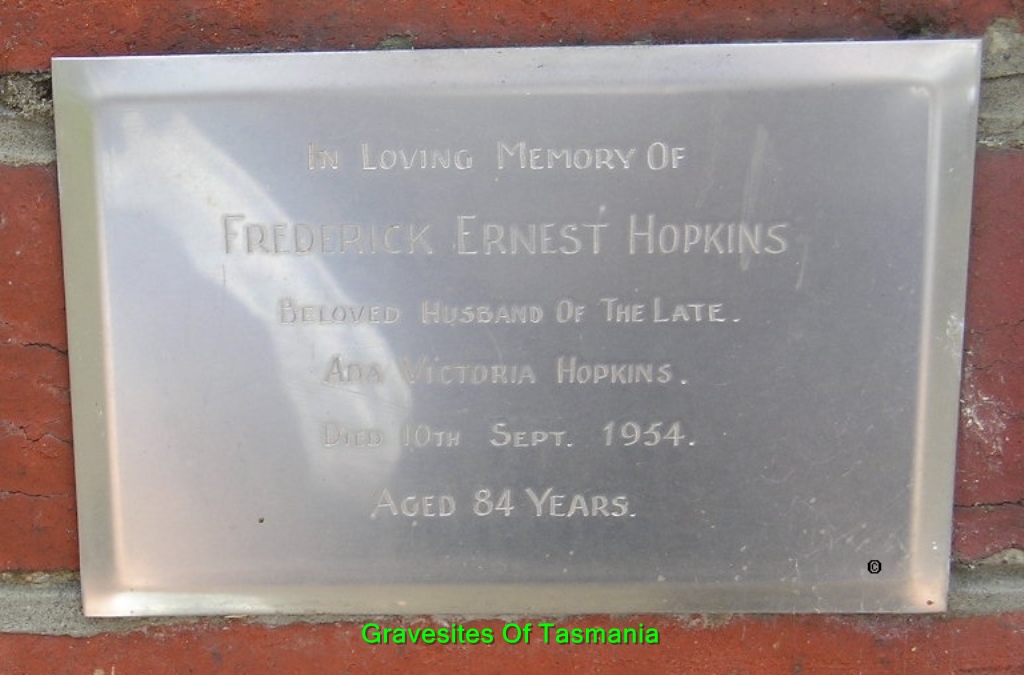 In Loving Memory Of
Frederick Ernest Hopkins
Beloved Husband Of The Late.
Ada Victoria Hopkins.
Died 10th Sept. 1954.
Aged 84 Years.
©
Gravesites Of Tasmania